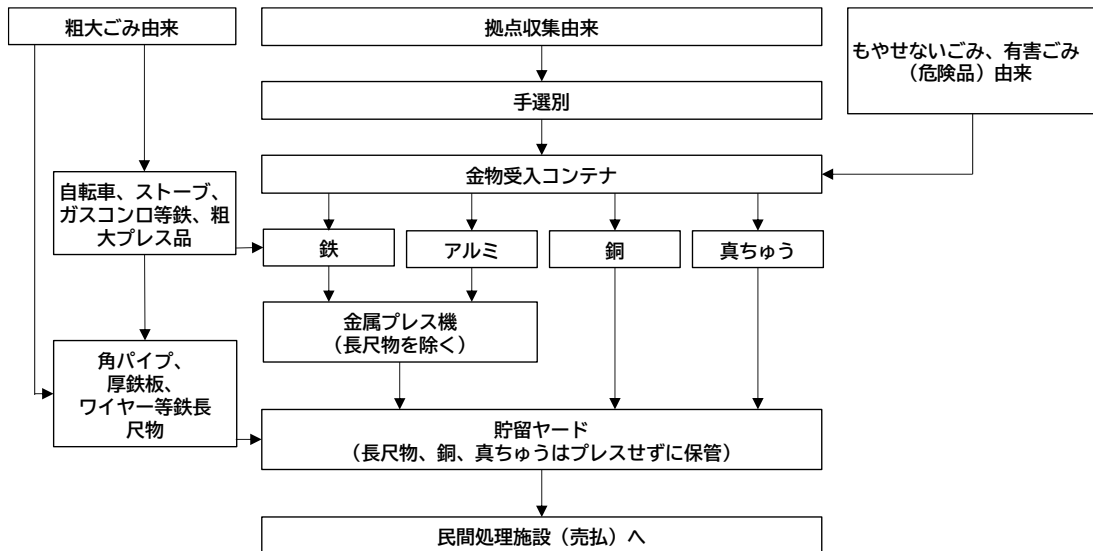 粗大ごみ由来
拠点収集由来
もやせないごみ、有害ごみ
（危険品）由来
手選別
金物受入コンテナ
自転車、ストーブ、
ガスコンロ等鉄、粗
大プレス品
鉄
アルミ
銅
真ちゅう
金属プレス機
（長尺物を除く）
角パイプ、
厚鉄板、
ワイヤー等鉄長
尺物
貯留ヤード
（長尺物、銅、真ちゅうはプレスせずに保管）
民間処理施設（売払）へ